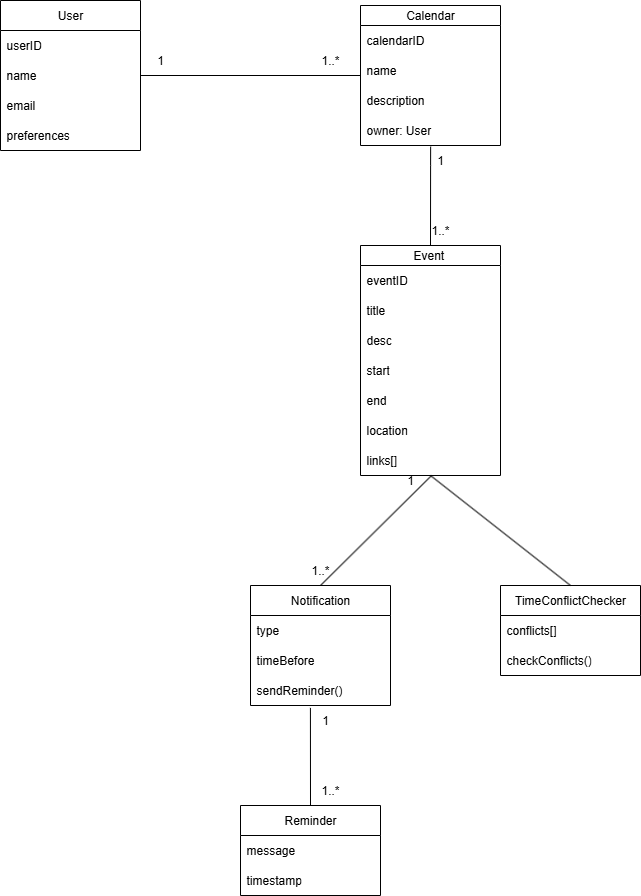 User
userID
name
email
preferences
1
1..*
Calendar
calendarID
name
description
owner: User
1
1..*
Event
eventID
title
desc
start
end
location
links[]
1
1..*
Notification
type
timeBefore
sendReminder()
TimeConflictChecker
conflicts[]
checkConflicts()
1
1..*
Reminder
message
timestamp